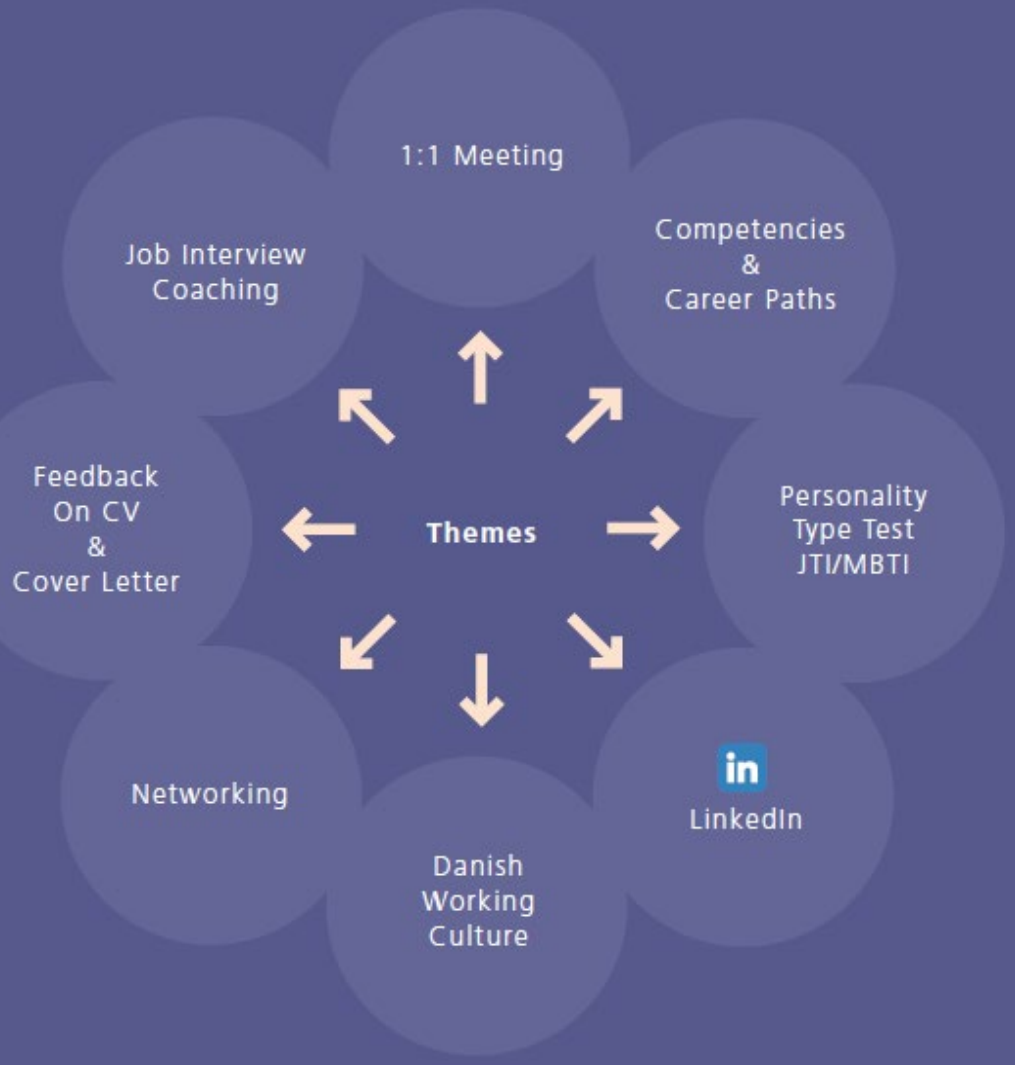 1:1 Meeting
Competencies
&
Career Paths
Personality
Type Test
JTI/MBTI
in
LinkedIn
Danish
Working
Culture
Networking
Feedback
On CV
&
Cover Letter
Job Interview
Coaching
Themes